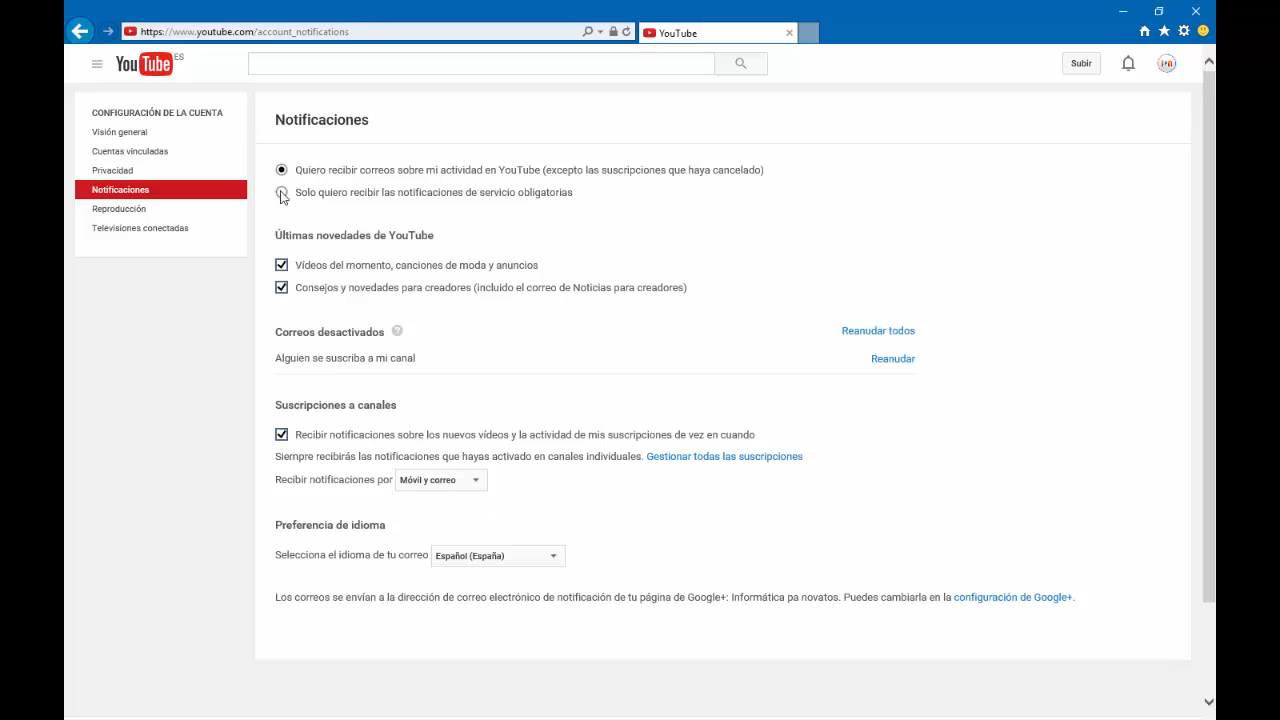 https://www.youtube.com/account_notifications
YouTube
YouTube ES
Subir
CONFIGURACIÓN DE LA CUENTA
Visión general
Cuentas vinculadas
Privacidad
Notificaciones
Reproducción
Televisiones conectadas
Notificaciones
Quiero recibir correos sobre mi actividad en YouTube (excepto las suscripciones que haya cancelado)
Solo quiero recibir las notificaciones de servicio obligatorias
Últimas novedades de YouTube
Vídeos del momento, canciones de moda y anuncios
Consejos y novedades para creadores (incluido el correo de Noticias para creadores)
Correos desactivados ?
Reanudar todos
Alguien se suscriba a mi canal
Reanudar
Suscripciones a canales
Recibir notificaciones sobre los nuevos vídeos y la actividad de mis suscripciones de vez en cuando
Siempre recibirás las notificaciones que hayas activado en canales individuales. Gestionar todas las suscripciones
Recibir notificaciones por Móvil y correo
Preferencia de idioma
Selecciona el idioma de tu correo Español (España)
Los correos se envían a la dirección de correo electrónico de notificación de tu página de Google+: Informática pa novatos. Puedes cambiarla en la configuración de Google+.